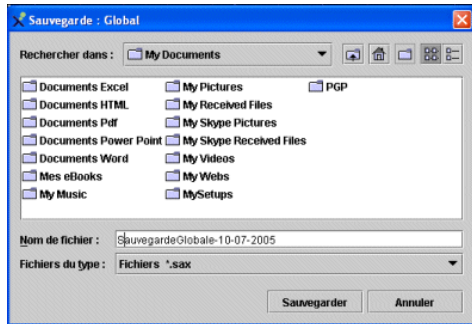 Sauvegarde : Global
Rechercher dans : My Documents
Documents Excel My Pictures PGP
Documents HTML My Received Files
Documents Pdf My Skype Pictures
Documents Power Point My Skype Received Files
Documents Word My Videos
Mes eBooks My Webs
My Music MySetups
Nom de fichier : SauvegardeGlobale-10-07-2005
Fichiers du type : Fichiers *.sax
Sauvegarder Annuler